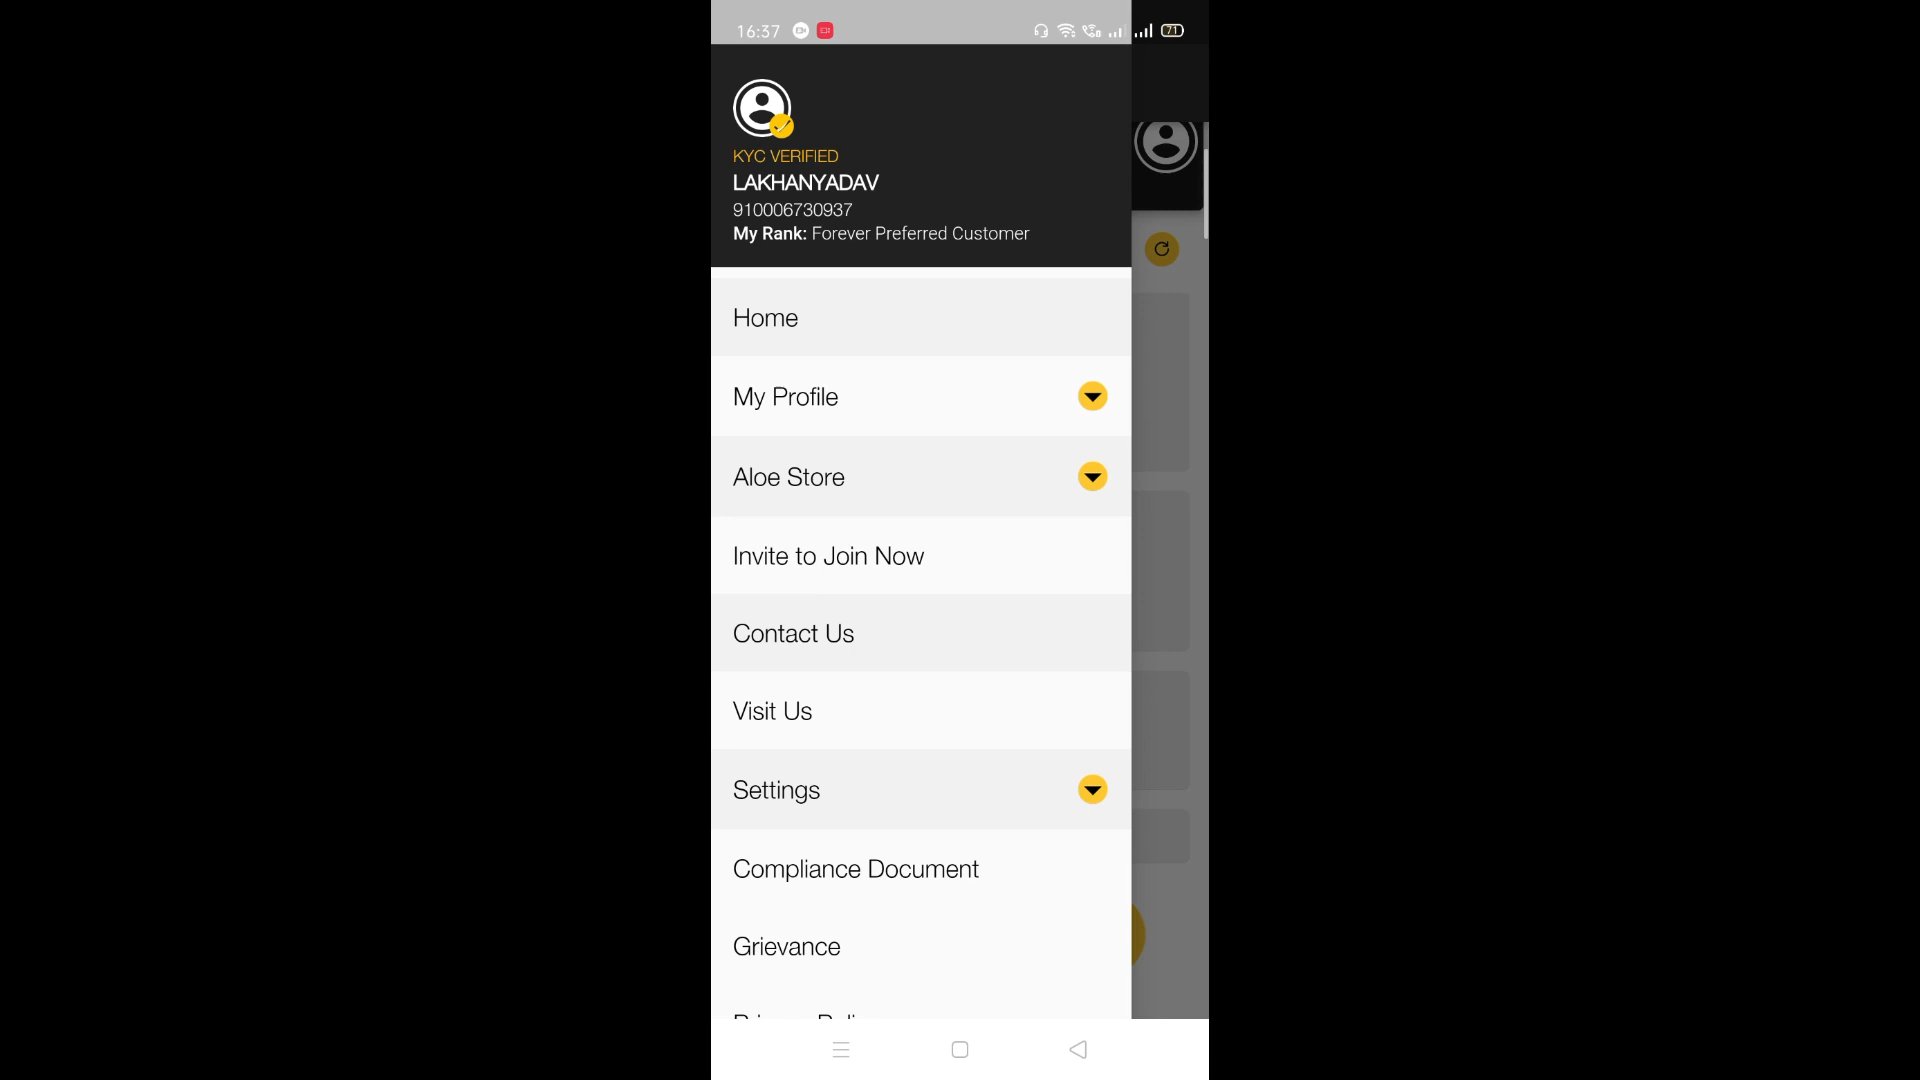 16:37
71
KYC VERIFIED
LAKHANYADAV
910006730937
My Rank: Forever Preferred Customer
Home
My Profile
Aloe Store
Invite to Join Now
Contact Us
Visit Us
Settings
Compliance Document
Grievance